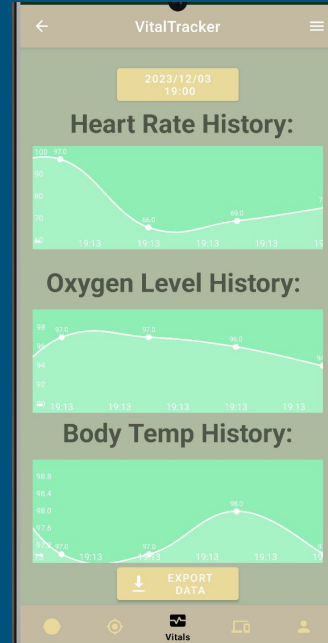 VitalTracker
2023/12/03
19:00
Heart Rate History:
100 97.0
90
80
70
66.0
69.0
19:13 19:13 19:13 19:13
Oxygen Level History:
98
97.0
97.0
96
96.0
94
92
19:13 19:13 19:13 19:13 19:13
Body Temp History:
98.8
98.4
98.0
98.0
97.6
97.0
97.0
19:13 19:13 19:13 19:13
EXPORT
DATA
Vitals